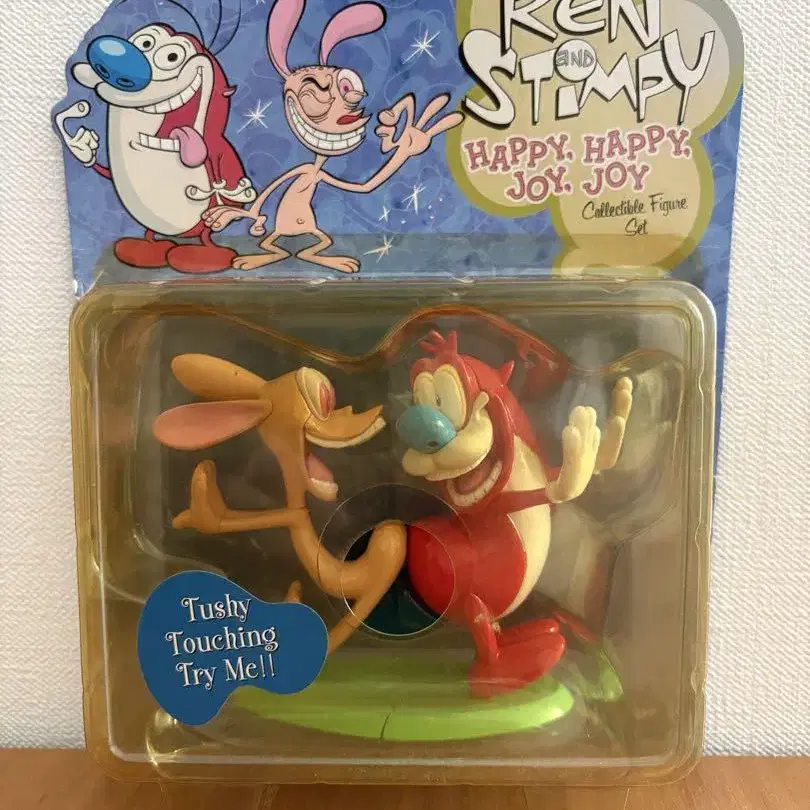 REN
AND
STIMPY
HAPPY, HAPPY,
JOY, JOY
Collectible Figure
Set
Tushy
Touching
Try Me!!